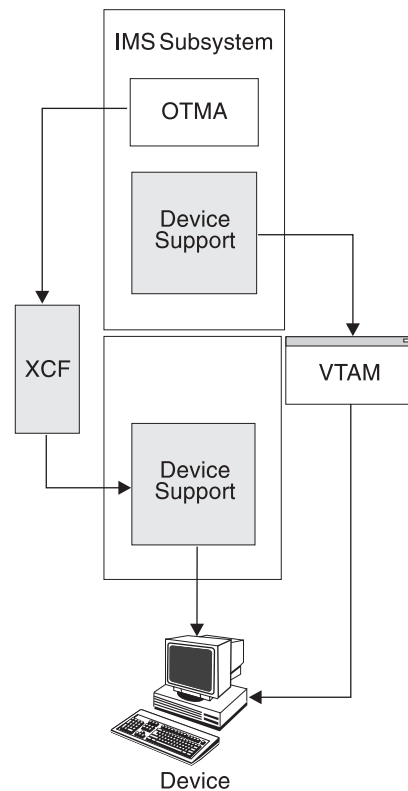 IMS Subsystem
OTMA
Device
Support
XCF
VTAM
Device
Support
Device